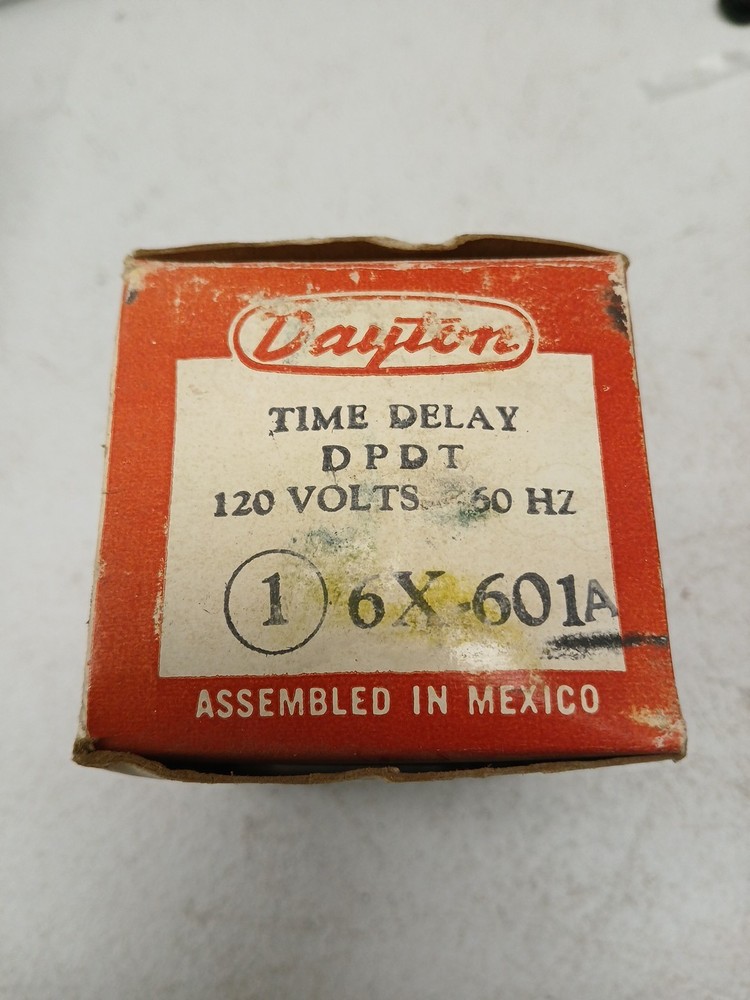 Dayton
TIME DELAY
DPDT
120 VOLTS 60 HZ
1 6X-601A
ASSEMBLED IN MEXICO